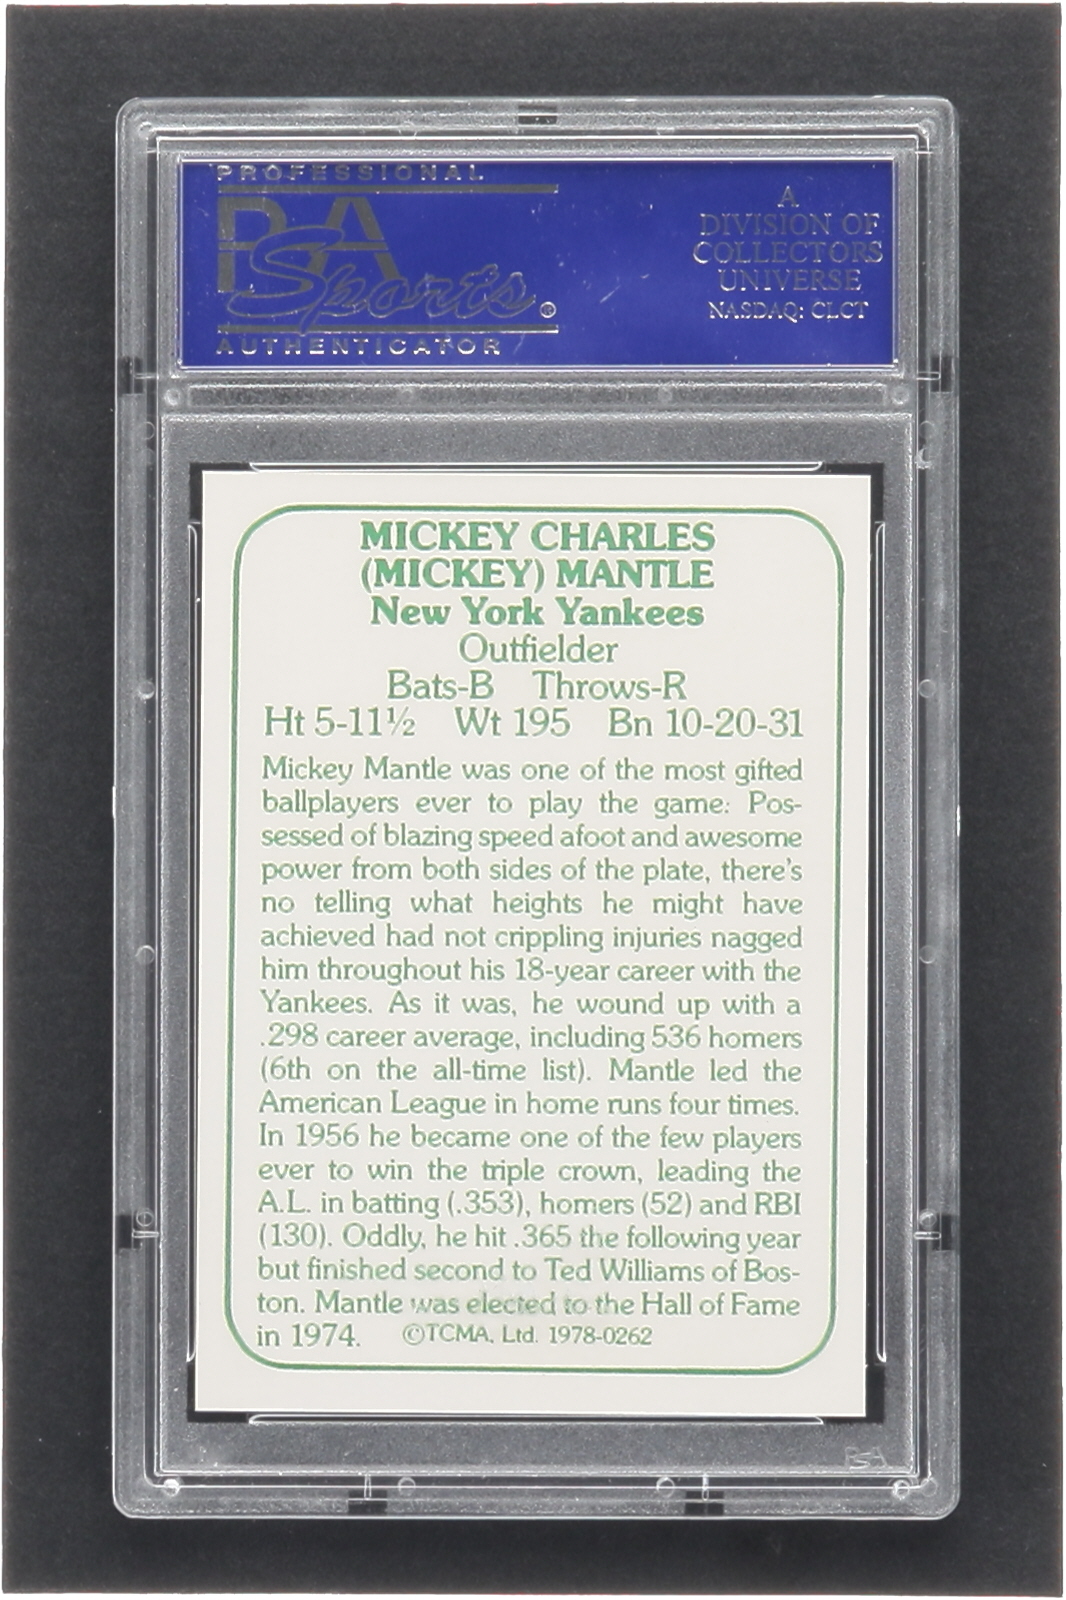 PROFESSIONAL
PSA
Sports®
AUTHENTICATOR
A
DIVISION OF
COLLECTORS
UNIVERSE
NASDAQ: CLCT
MICKEY CHARLES
(MICKEY) MANTLE
New York Yankees
Outfielder
Bats-B Throws-R
Ht 5-11½ Wt 195 Bn 10-20-31
Mickey Mantle was one of the most gifted
ballplayers ever to play the game: Pos-
sessed of blazing speed afoot and awesome
power from both sides of the plate, there's
no telling what heights he might have
achieved had not crippling injuries nagged
him throughout his 18-year career with the
Yankees. As it was, he wound up with a
.298 career average, including 536 homers
(6th on the all-time list). Mantle led the
American League in home runs four times.
In 1956 he became one of the few players
ever to win the triple crown, leading the
A.L. in batting (.353), homers (52) and RBI
(130). Oddly, he hit .365 the following year
but finished second to Ted Williams of Bos-
ton. Mantle was elected to the Hall of Fame
in 1974. ©TCMA, Ltd. 1978-0262
PSA